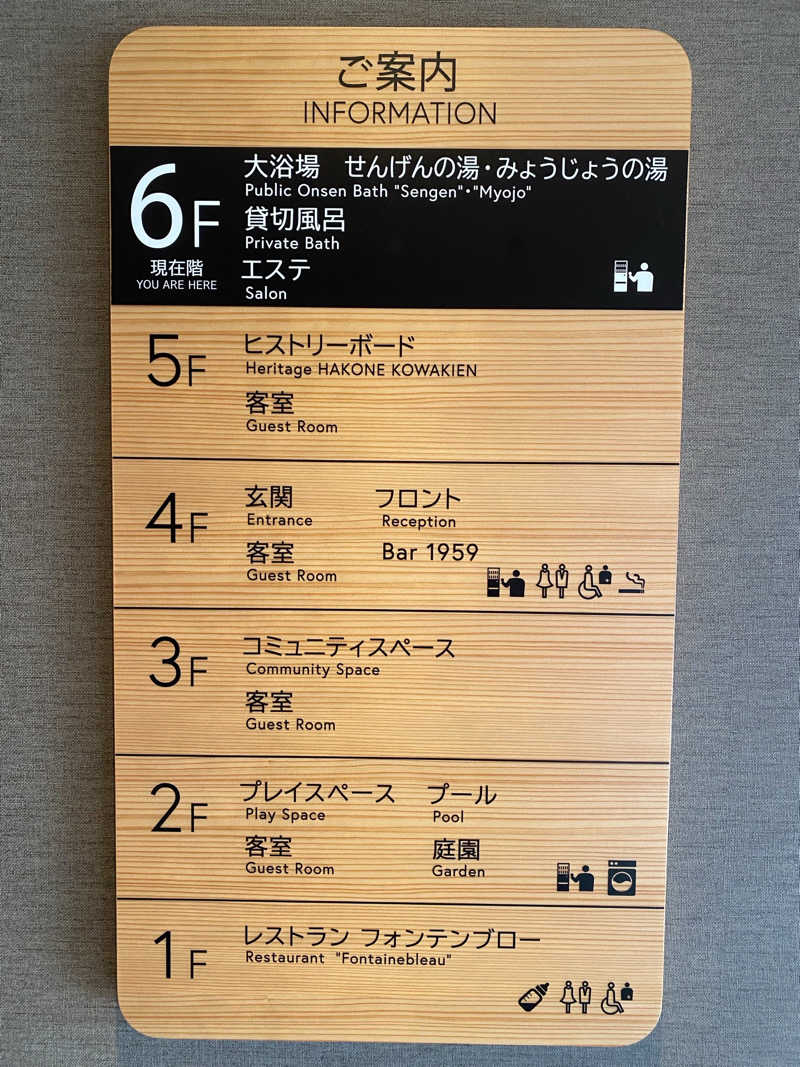 ご案内
INFORMATION
6F
現在階
YOU ARE HERE
大浴場 せんげんの湯・みょうじょうの湯
Public Onsen Bath "Sengen"・"Myojo"
貸切風呂
Private Bath
エステ
Salon
5F
ヒストリーボード
Heritage HAKONE KOWAKIEN
客室
Guest Room
4F
玄関 フロント
Entrance Reception
客室 Bar 1959
Guest Room
3F
コミュニティスペース
Community Space
客室
Guest Room
2F
プレイスペース プール
Play Space Pool
客室 庭園
Guest Room Garden
1F
レストラン フォンテンブロー
Restaurant "Fontainebleau"